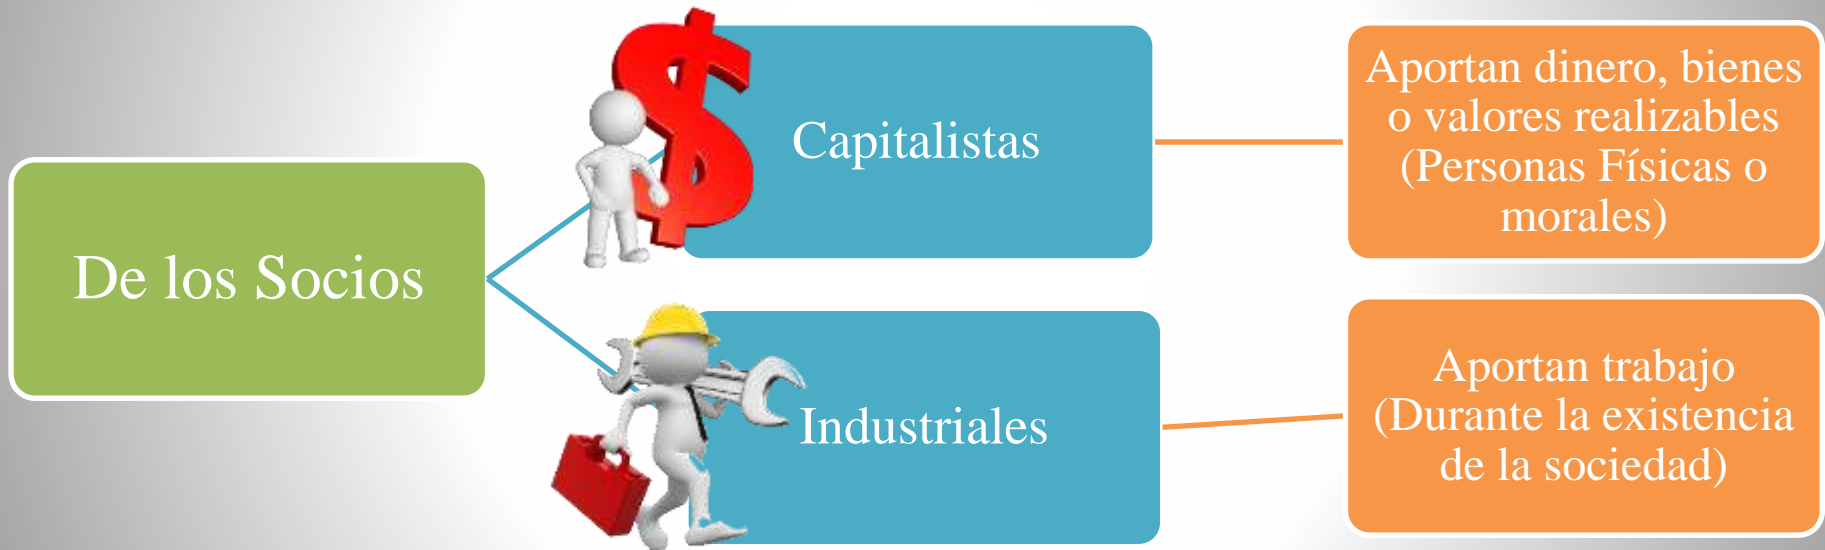 De los Socios
Capitalistas
Aportan dinero, bienes
o valores realizables
(Personas Físicas o
morales)
Industriales
Aportan trabajo
(Durante la existencia
de la sociedad)